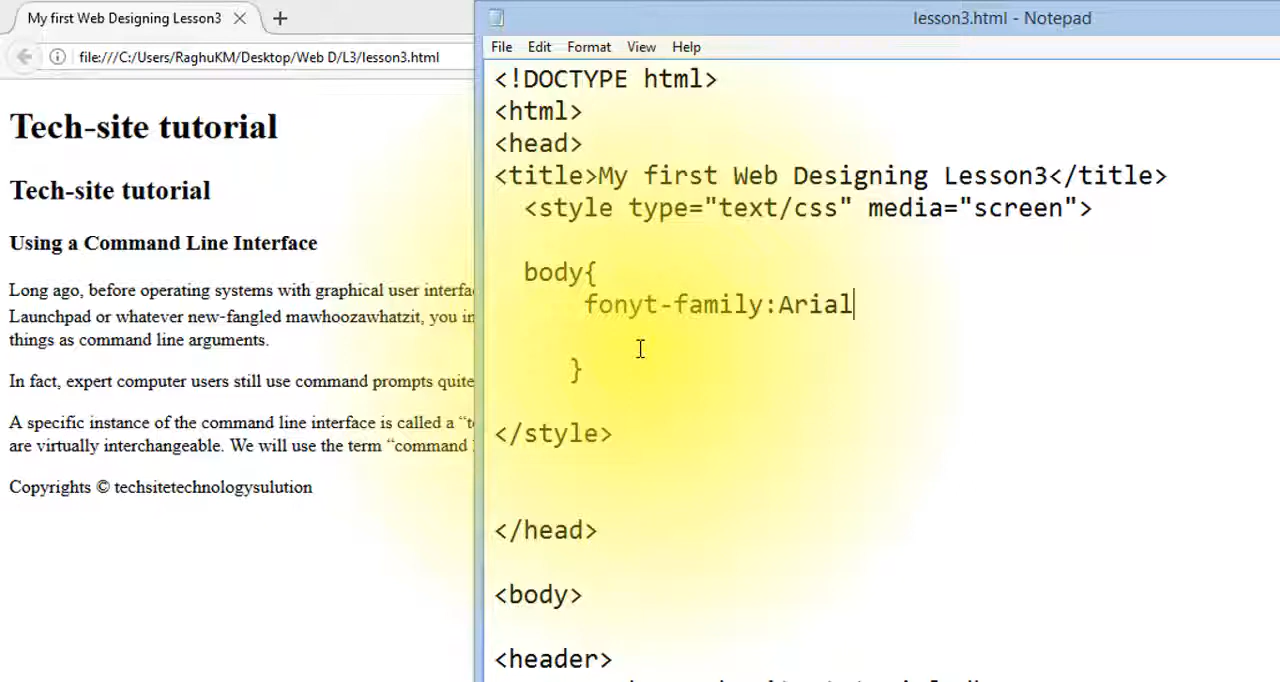 My first Web Designing Lesson3
file:///C:/Users/RaghuKM/Desktop/Web D/L3/lesson3.html
Tech-site tutorial
Tech-site tutorial
Using a Command Line Interface
Long ago, before operating systems with graphical user interfa
Launchpad or whatever new-fangled mawhoozawhatzit, you in
things as command line arguments.
In fact, expert computer users still use command prompts quite
A specific instance of the command line interface is called a “t
are virtually interchangeable. We will use the term “command
Copyrights © techsitetechnologysulution
lesson3.html - Notepad
File Edit Format View Help
<!DOCTYPE html>
<html>
<head>
<title>My first Web Designing Lesson3</title>
<style type="text/css" media="screen">
body{
fonyt-family:Arial
}
</style>
</head>
<body>
<header>